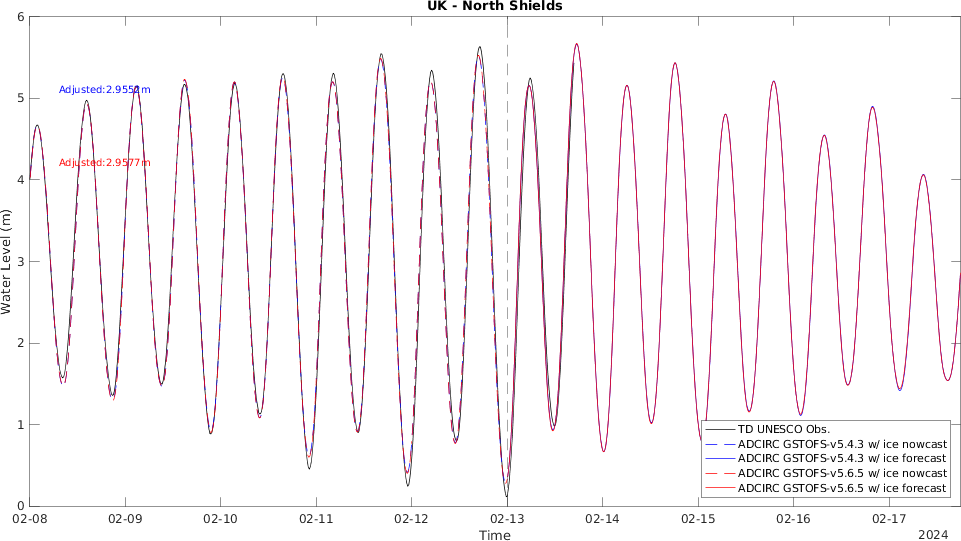 UK - North Shields
6
5
4
3
2
1
0
Water Level (m)
Adjusted:2.9552m
Adjusted:2.9577m
TD UNESCO Obs.
ADCIRC GSTOFS-v5.4.3 w/ ice nowcast
ADCIRC GSTOFS-v5.4.3 w/ ice forecast
ADCIRC GSTOFS-v5.6.5 w/ ice nowcast
ADCIRC GSTOFS-v5.6.5 w/ ice forecast
02-08 02-09 02-10 02-11 02-12 02-13 02-14 02-15 02-16 02-17
Time
2024